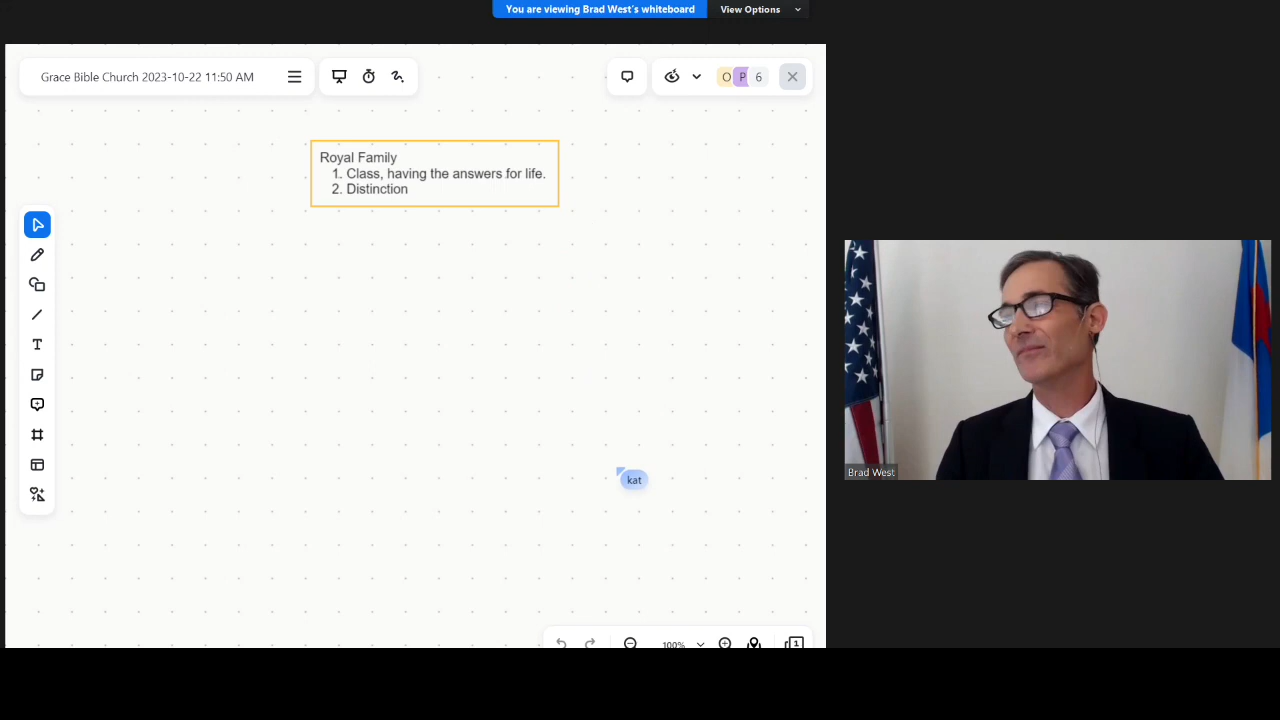 You are viewing Brad West's whiteboard
View Options
Grace Bible Church 2023-10-22 11:50 AM
O P 6
Royal Family
1. Class, having the answers for life.
2. Distinction
T
kat
Brad West
100%
1